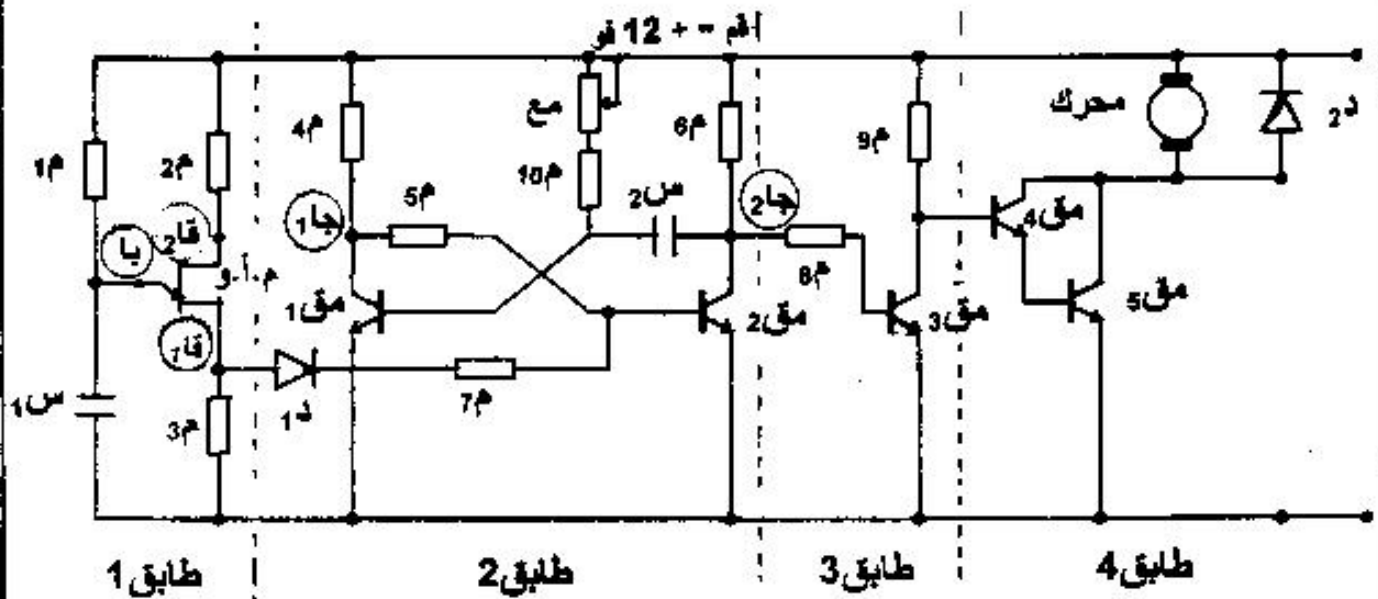 قم = + 12 فو
م1
م2
م4
مع
م10
م6
م9
محرك
د2
م5
س2
جا1
جا2
قا2
با
م.أ.و
مق1
مق2
م8
مق3
مق4
مق5
قا1
د1
م7
س1
م3
طابق1
طابق2
طابق3
طابق4